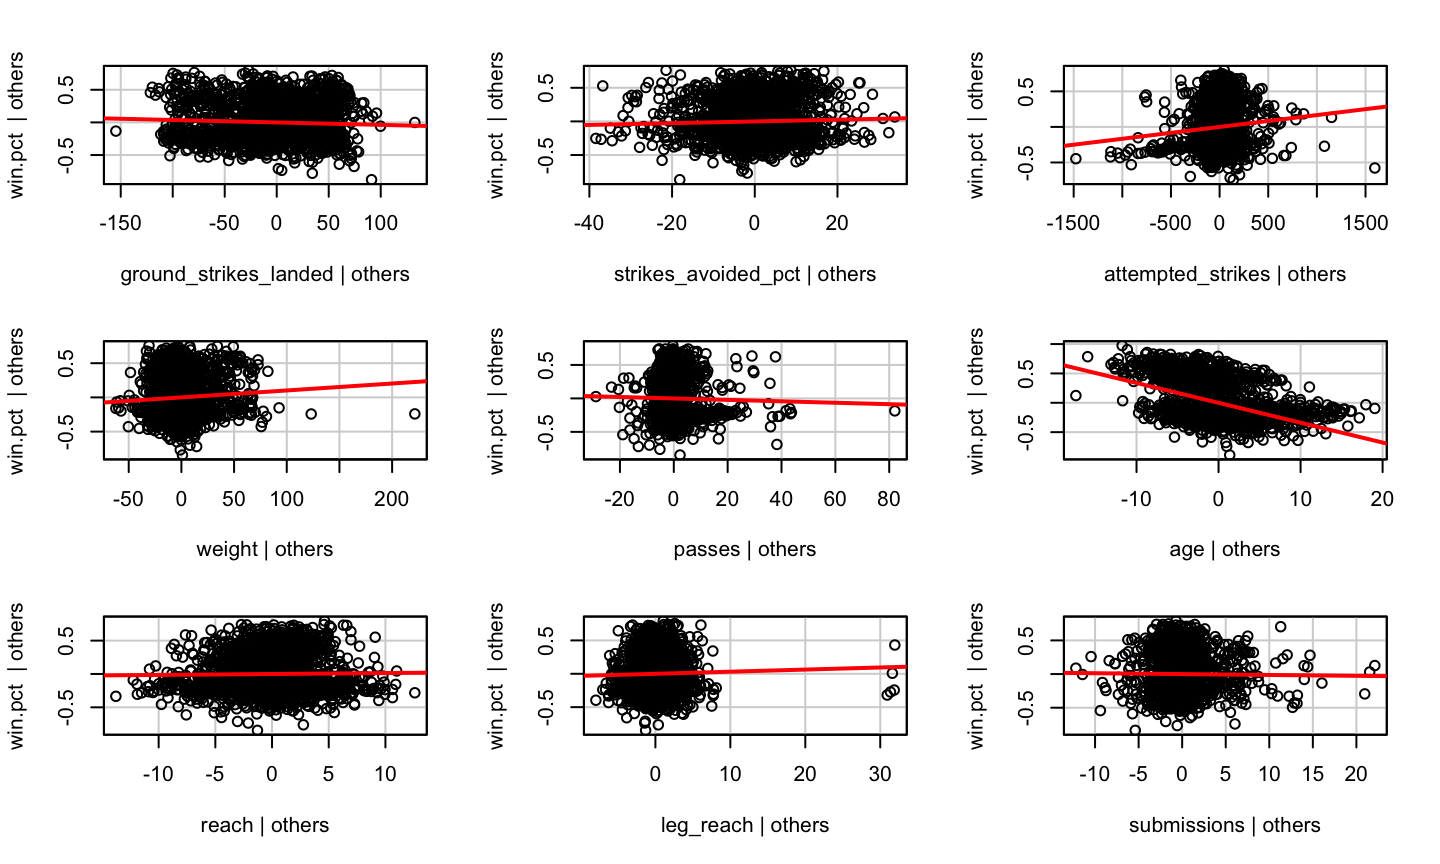 win.pct | others
0.5
-0.5
-150 -50 0 50 100
ground_strikes_landed | others
win.pct | others
0.5
-0.5
-40 -20 0 20
strikes_avoided_pct | others
win.pct | others
0.5
-0.5
-1500 -500 0 500 1500
attempted_strikes | others
win.pct | others
0.5
-0.5
-50 0 50 100 200
weight | others
win.pct | others
0.5
-0.5
-20 0 20 40 60 80
passes | others
win.pct | others
0.5
-0.5
-10 0 10 20
age | others
win.pct | others
0.5
-0.5
-10 -5 0 5 10
reach | others
win.pct | others
0.5
-0.5
0 10 20 30
leg_reach | others
win.pct | others
0.5
-0.5
-10 -5 0 5 10 15 20
submissions | others